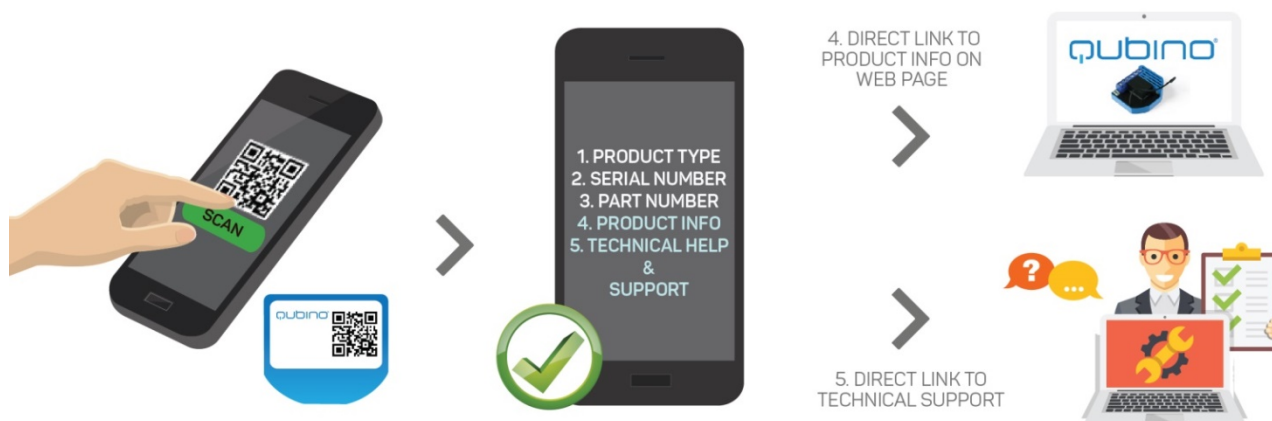 SCAN
QUBINO
1. PRODUCT TYPE
2. SERIAL NUMBER
3. PART NUMBER
4. PRODUCT INFO
5. TECHNICAL HELP
&
SUPPORT
4. DIRECT LINK TO
PRODUCT INFO ON
WEB PAGE
QUBINO®
?
...
5. DIRECT LINK TO
TECHNICAL SUPPORT